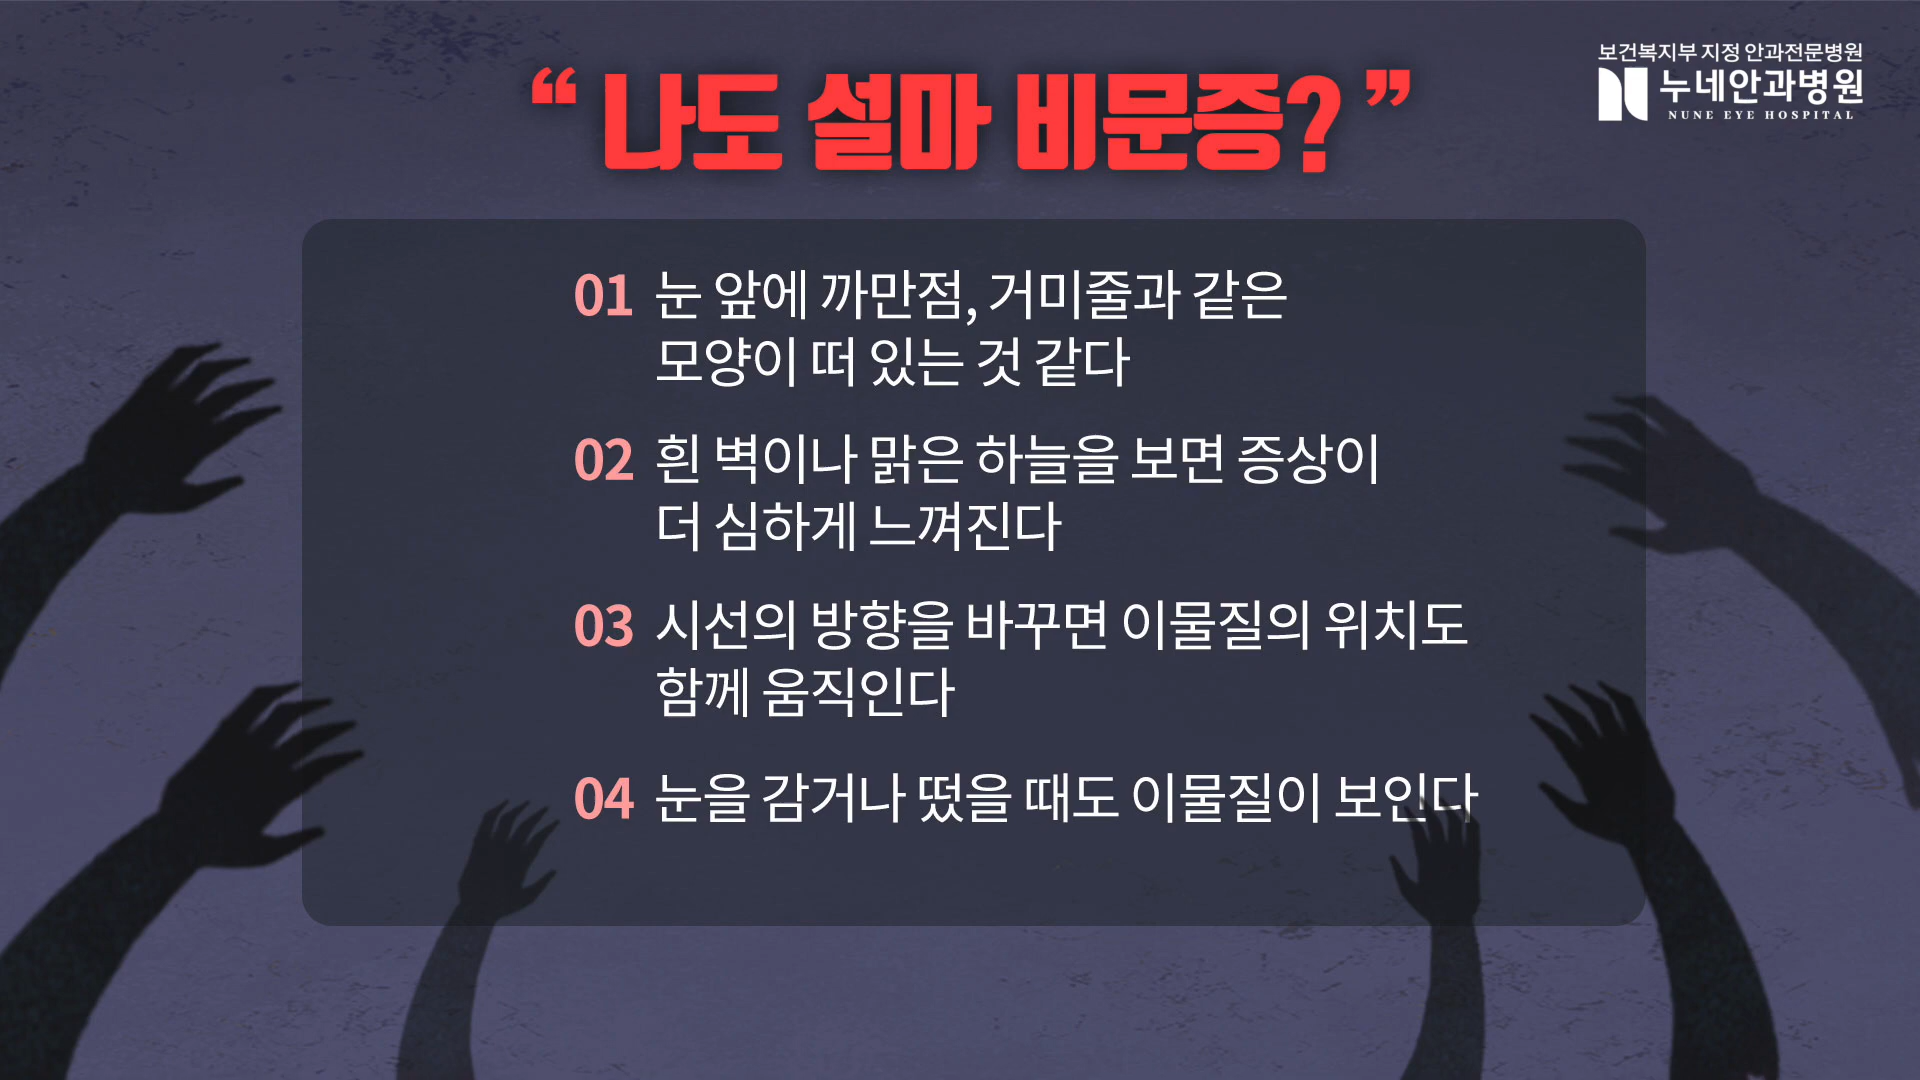 보건복지부 지정 안과전문병원
누네안과병원
NUNE EYE HOSPITAL
“ 나도 설마 비문증? ”
01 눈 앞에 까만점, 거미줄과 같은
모양이 떠 있는 것 같다
02 흰 벽이나 맑은 하늘을 보면 증상이
더 심하게 느껴진다
03 시선의 방향을 바꾸면 이물질의 위치도
함께 움직인다
04 눈을 감거나 떴을 때도 이물질이 보인다